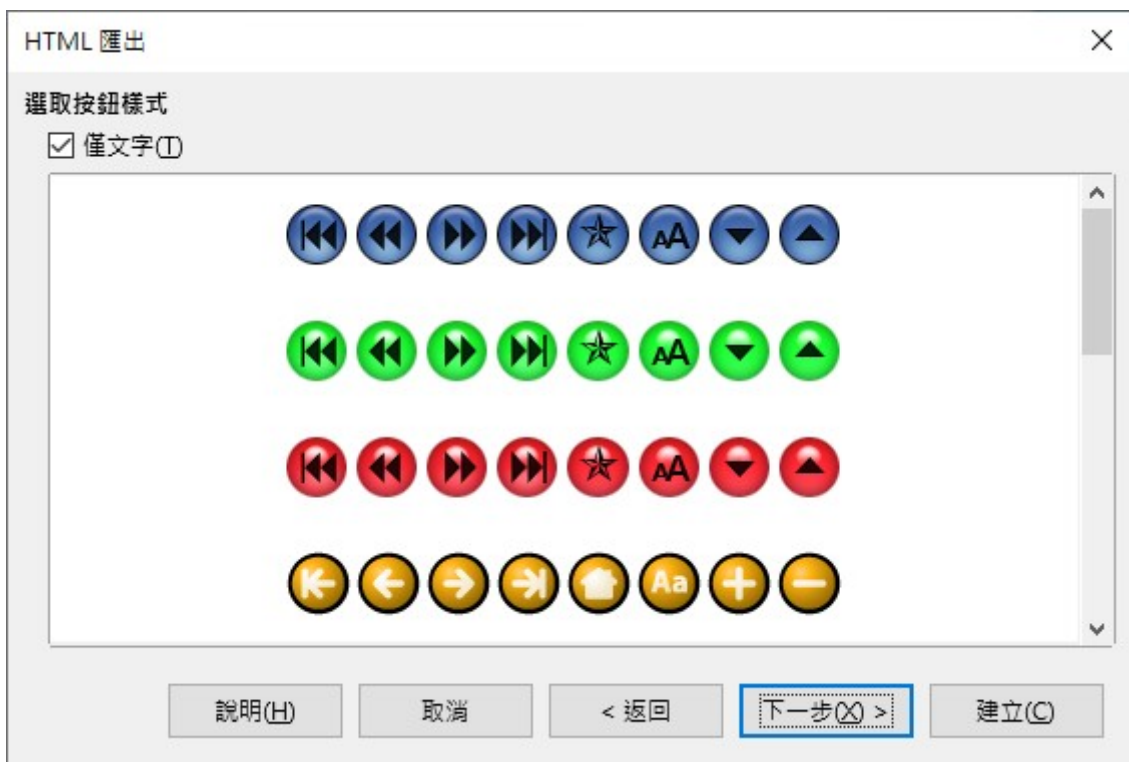 HTML 匯出
選取按鈕樣式
僅文字(T)
AA
AA
AA
Aa
說明(H) 取消 < 返回 下一步(X) > 建立(C)